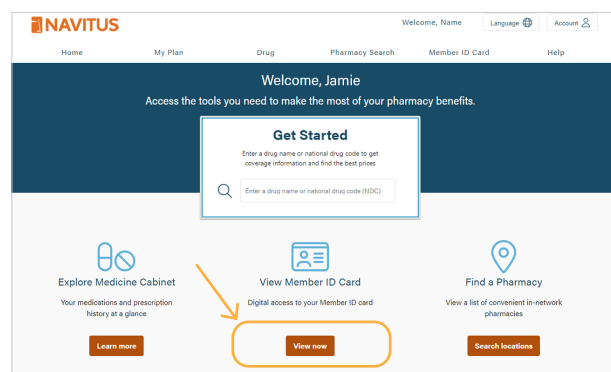 NAVITUS
Welcome, Name
Language
Account
Home
My Plan
Drug
Pharmacy Search
Member ID Card
Help
Welcome, Jamie
Access the tools you need to make the most of your pharmacy benefits.
Get Started
Enter a drug name or national drug code to get
coverage information and find the best prices
Enter a drug name or national drug code (NDC)
Explore Medicine Cabinet
Your medications and prescription
history at a glance
Learn more
View Member ID Card
Digital access to your Member ID card
View now
Find a Pharmacy
View a list of convenient in-network
pharmacies
Search locations